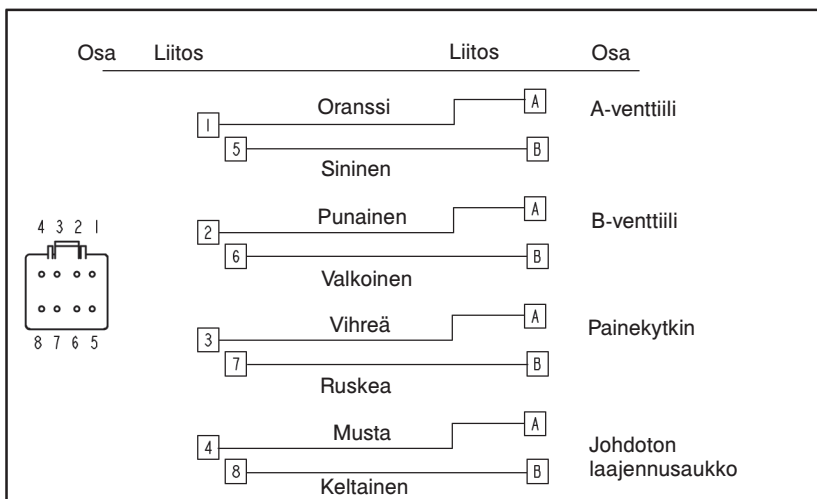 Osa Liitos Liitos Osa
Oranssi A A-venttiili
1
5 B
Sininen
Punainen A B-venttiili
2
6 B
Valkoinen
4 3 2 1
8 7 6 5
Vihreä A Painekytkin
3
7 B
Ruskea
Musta A
4
Johdoton
8 B
laajennusaukko
Keltainen